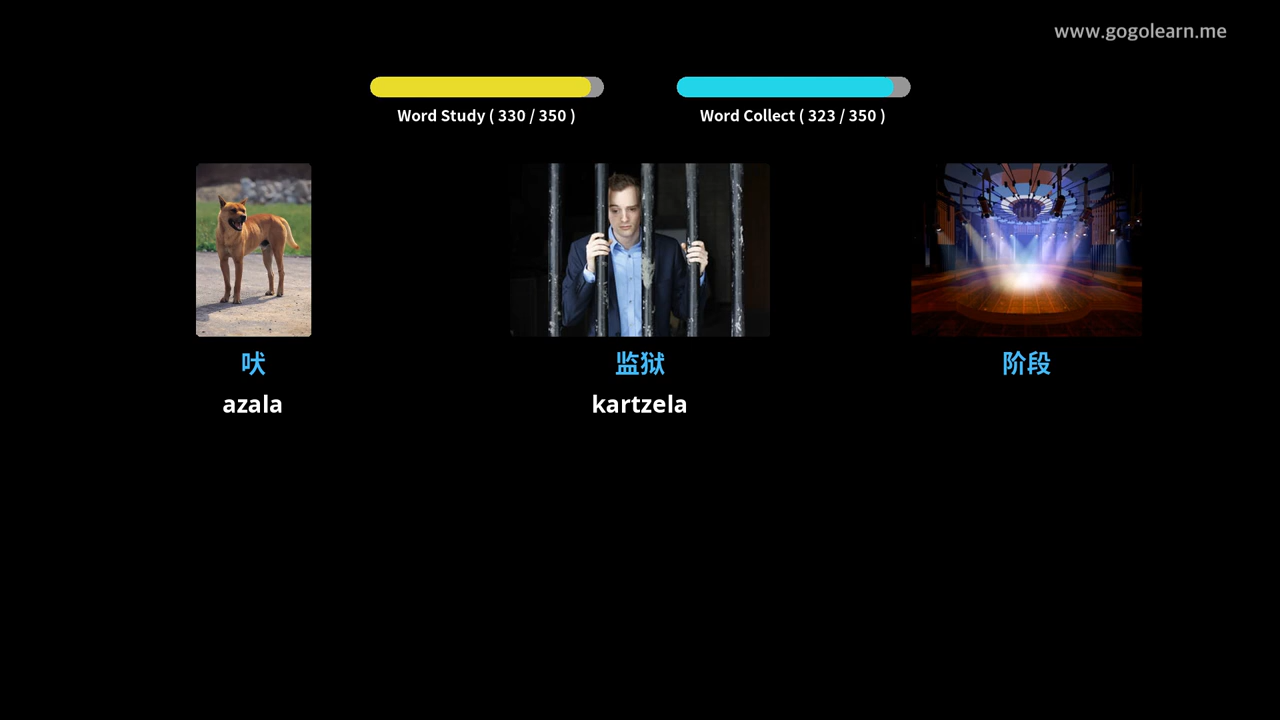 www.gogolearn.me
Word Study ( 330 / 350 )
Word Collect ( 323 / 350 )
吠
监狱
阶段
azala
kartzela